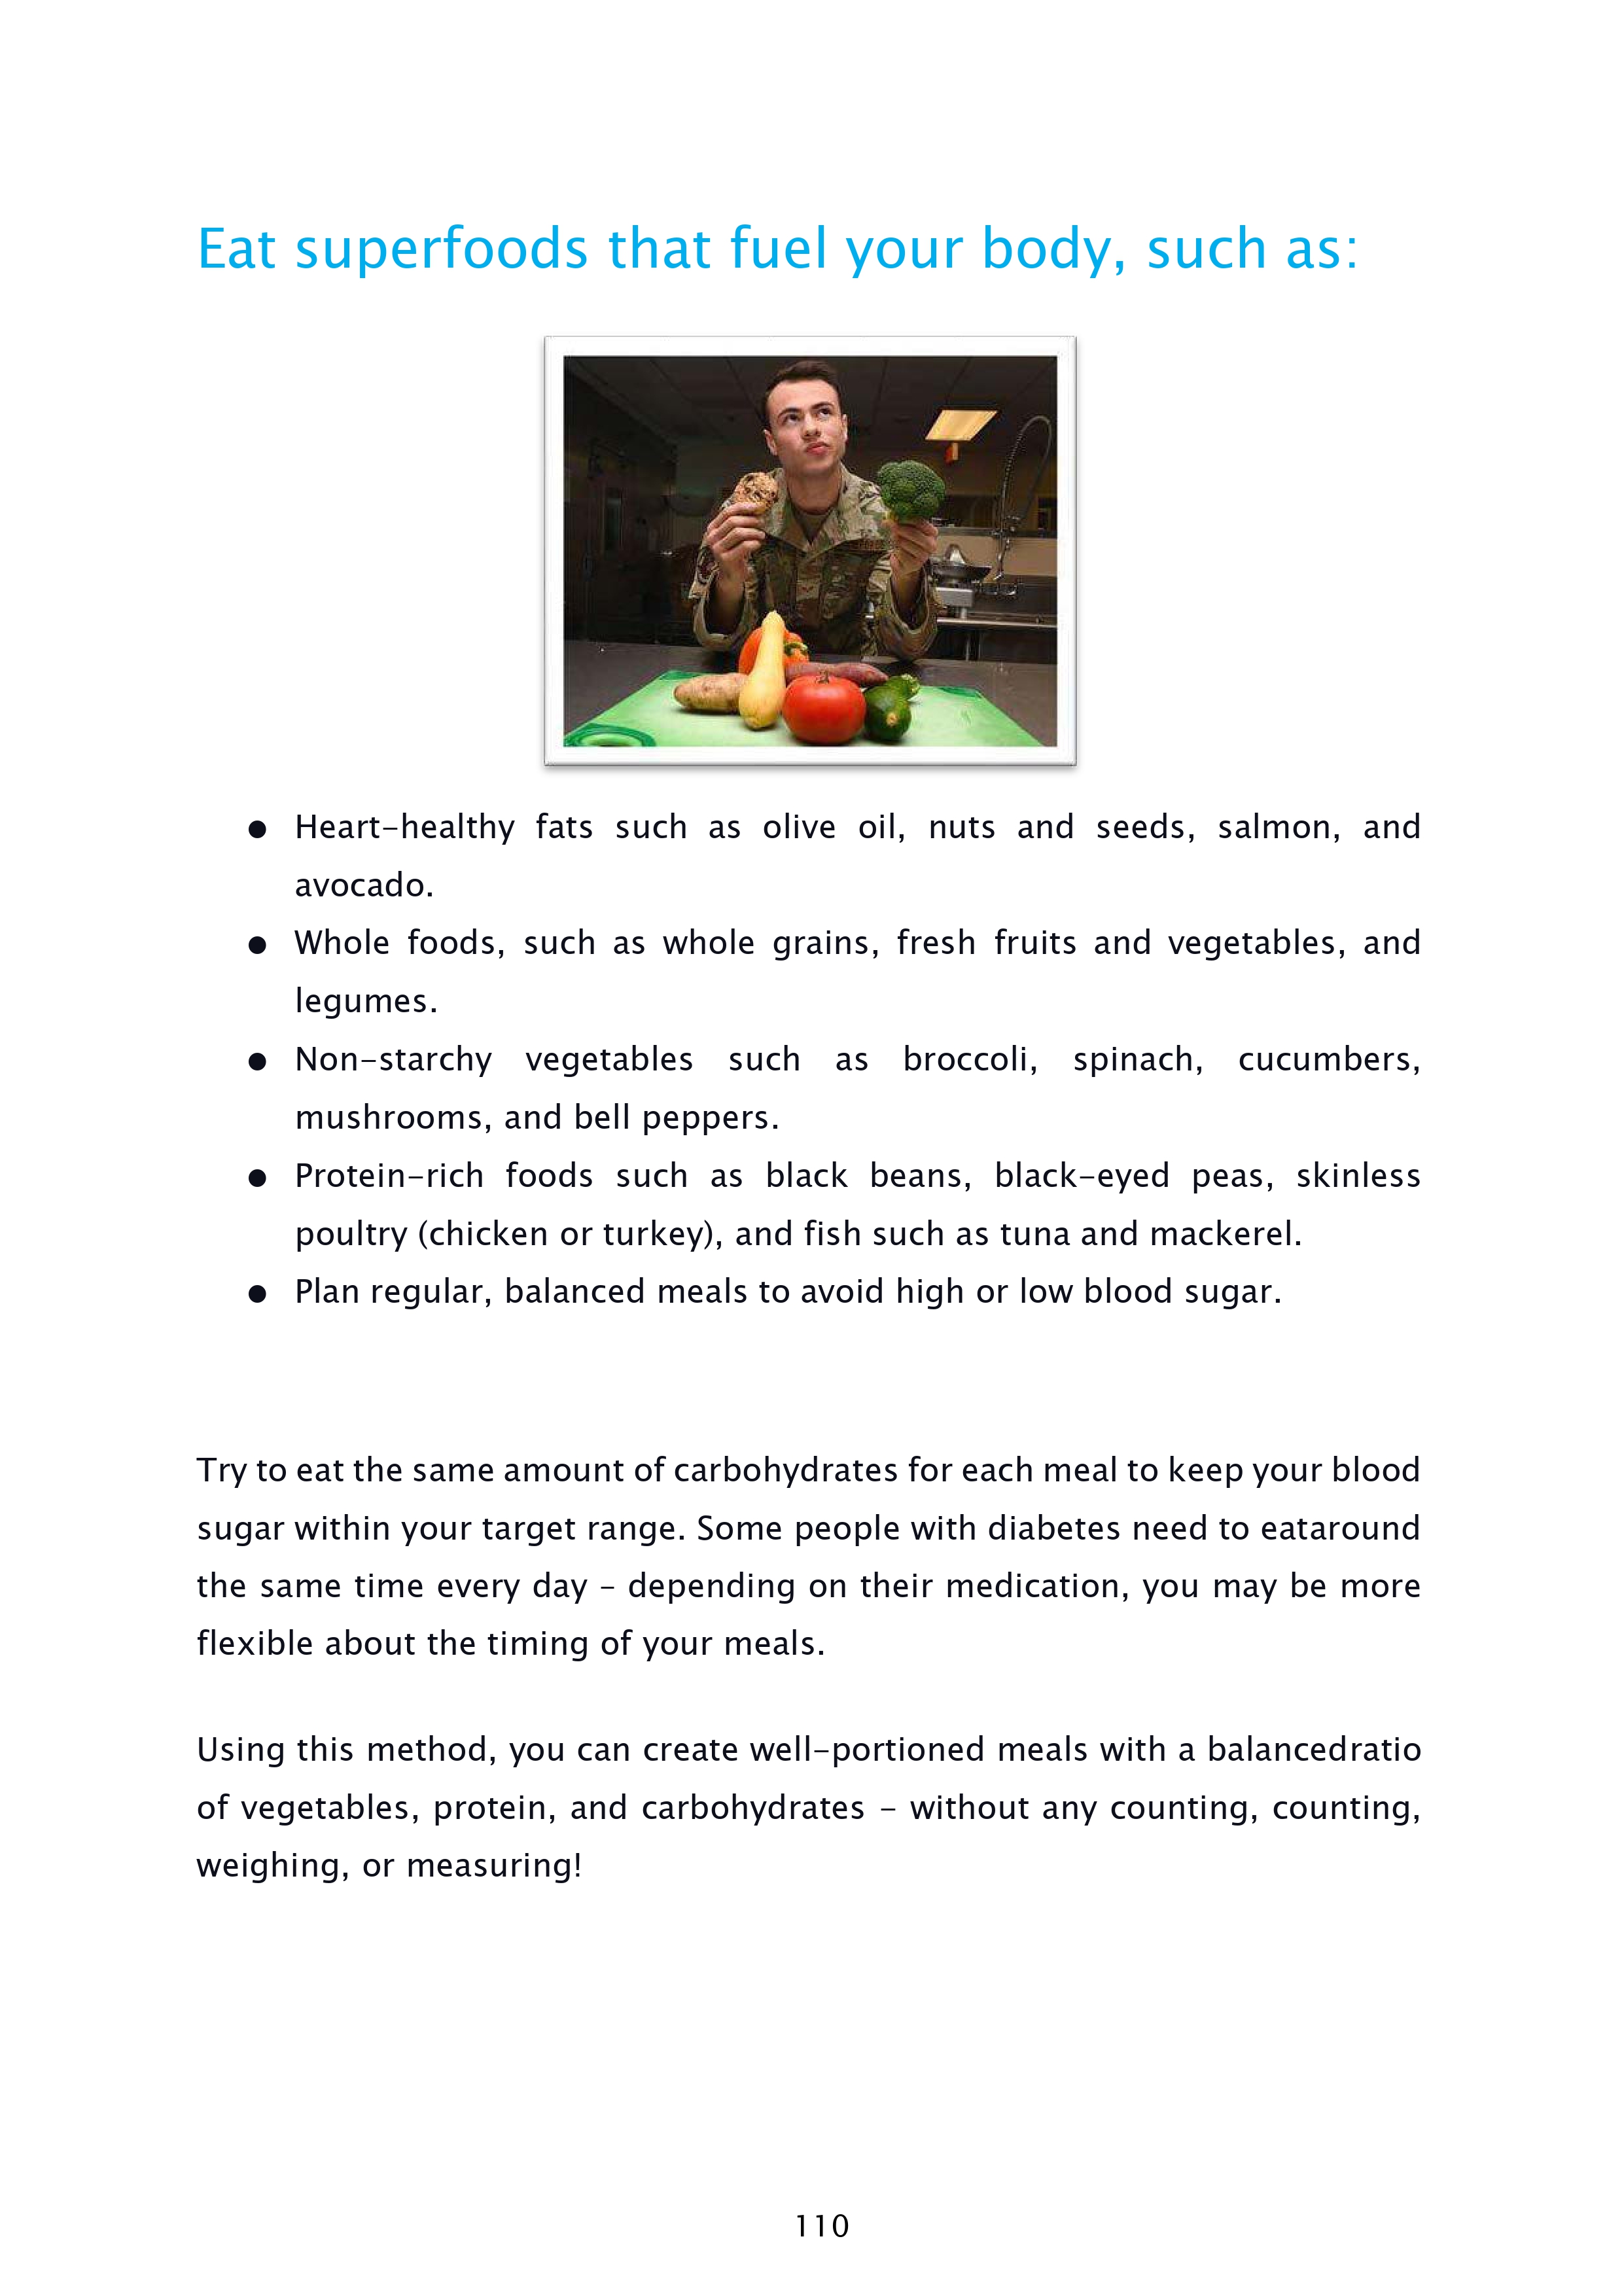 Eat superfoods that fuel your body, such as:
● Heart-healthy fats such as olive oil, nuts and seeds, salmon, and
avocado.
● Whole foods, such as whole grains, fresh fruits and vegetables, and
legumes.
● Non-starchy vegetables such as broccoli, spinach, cucumbers,
mushrooms, and bell peppers.
● Protein-rich foods such as black beans, black-eyed peas, skinless
poultry (chicken or turkey), and fish such as tuna and mackerel.
● Plan regular, balanced meals to avoid high or low blood sugar.
Try to eat the same amount of carbohydrates for each meal to keep your blood
sugar within your target range. Some people with diabetes need to eataround
the same time every day – depending on their medication, you may be more
flexible about the timing of your meals.
Using this method, you can create well-portioned meals with a balancedratio
of vegetables, protein, and carbohydrates – without any counting, counting,
weighing, or measuring!
110